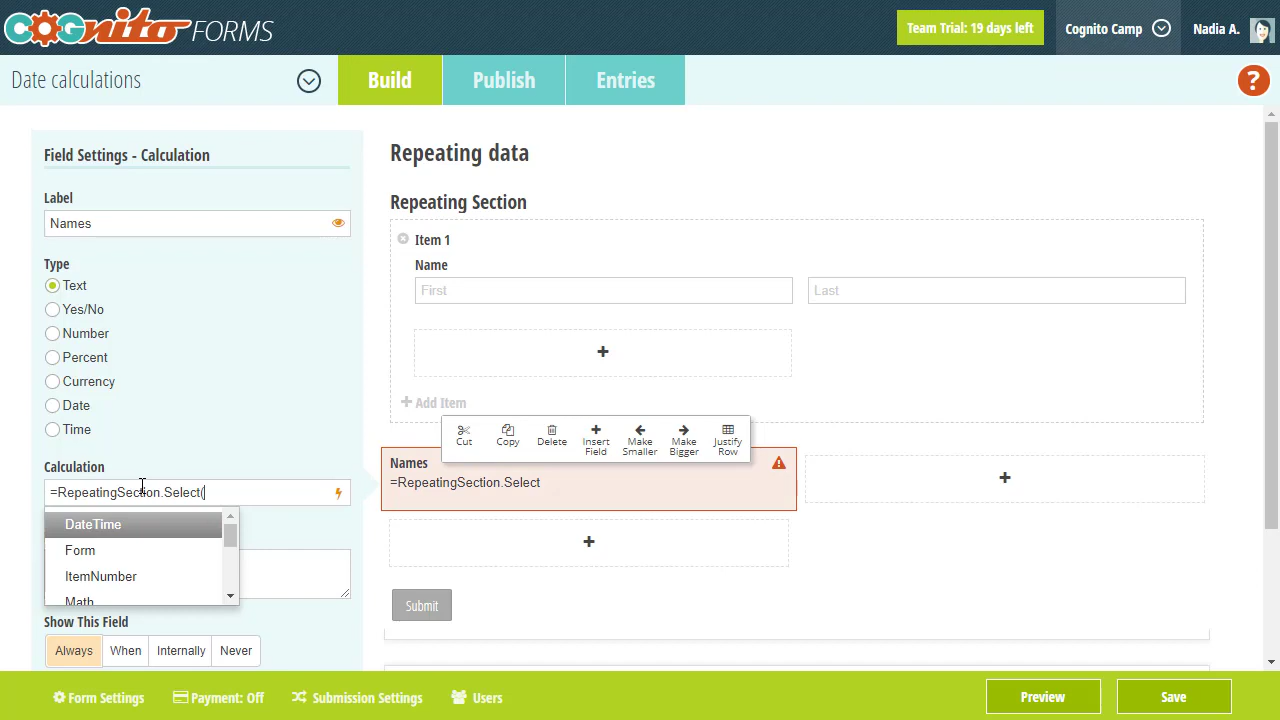 COGnito FORMS
Team Trial: 19 days left
Cognito Camp
Nadia A.
Date calculations
Build
Publish
Entries
?
Field Settings - Calculation
Label
Names
Type
Text
Yes/No
Number
Percent
Currency
Date
Time
Calculation
=RepeatingSection.Select(
DateTime
Form
ItemNumber
Math
Show This Field
Always
When
Internally
Never
Repeating data
Repeating Section
Item 1
Name
First
Last
Add Item
Cut
Copy
Delete
Insert Field
Make Smaller
Make Bigger
Justify Row
Names
=RepeatingSection.Select
Submit
Form Settings
Payment: Off
Submission Settings
Users
Preview
Save